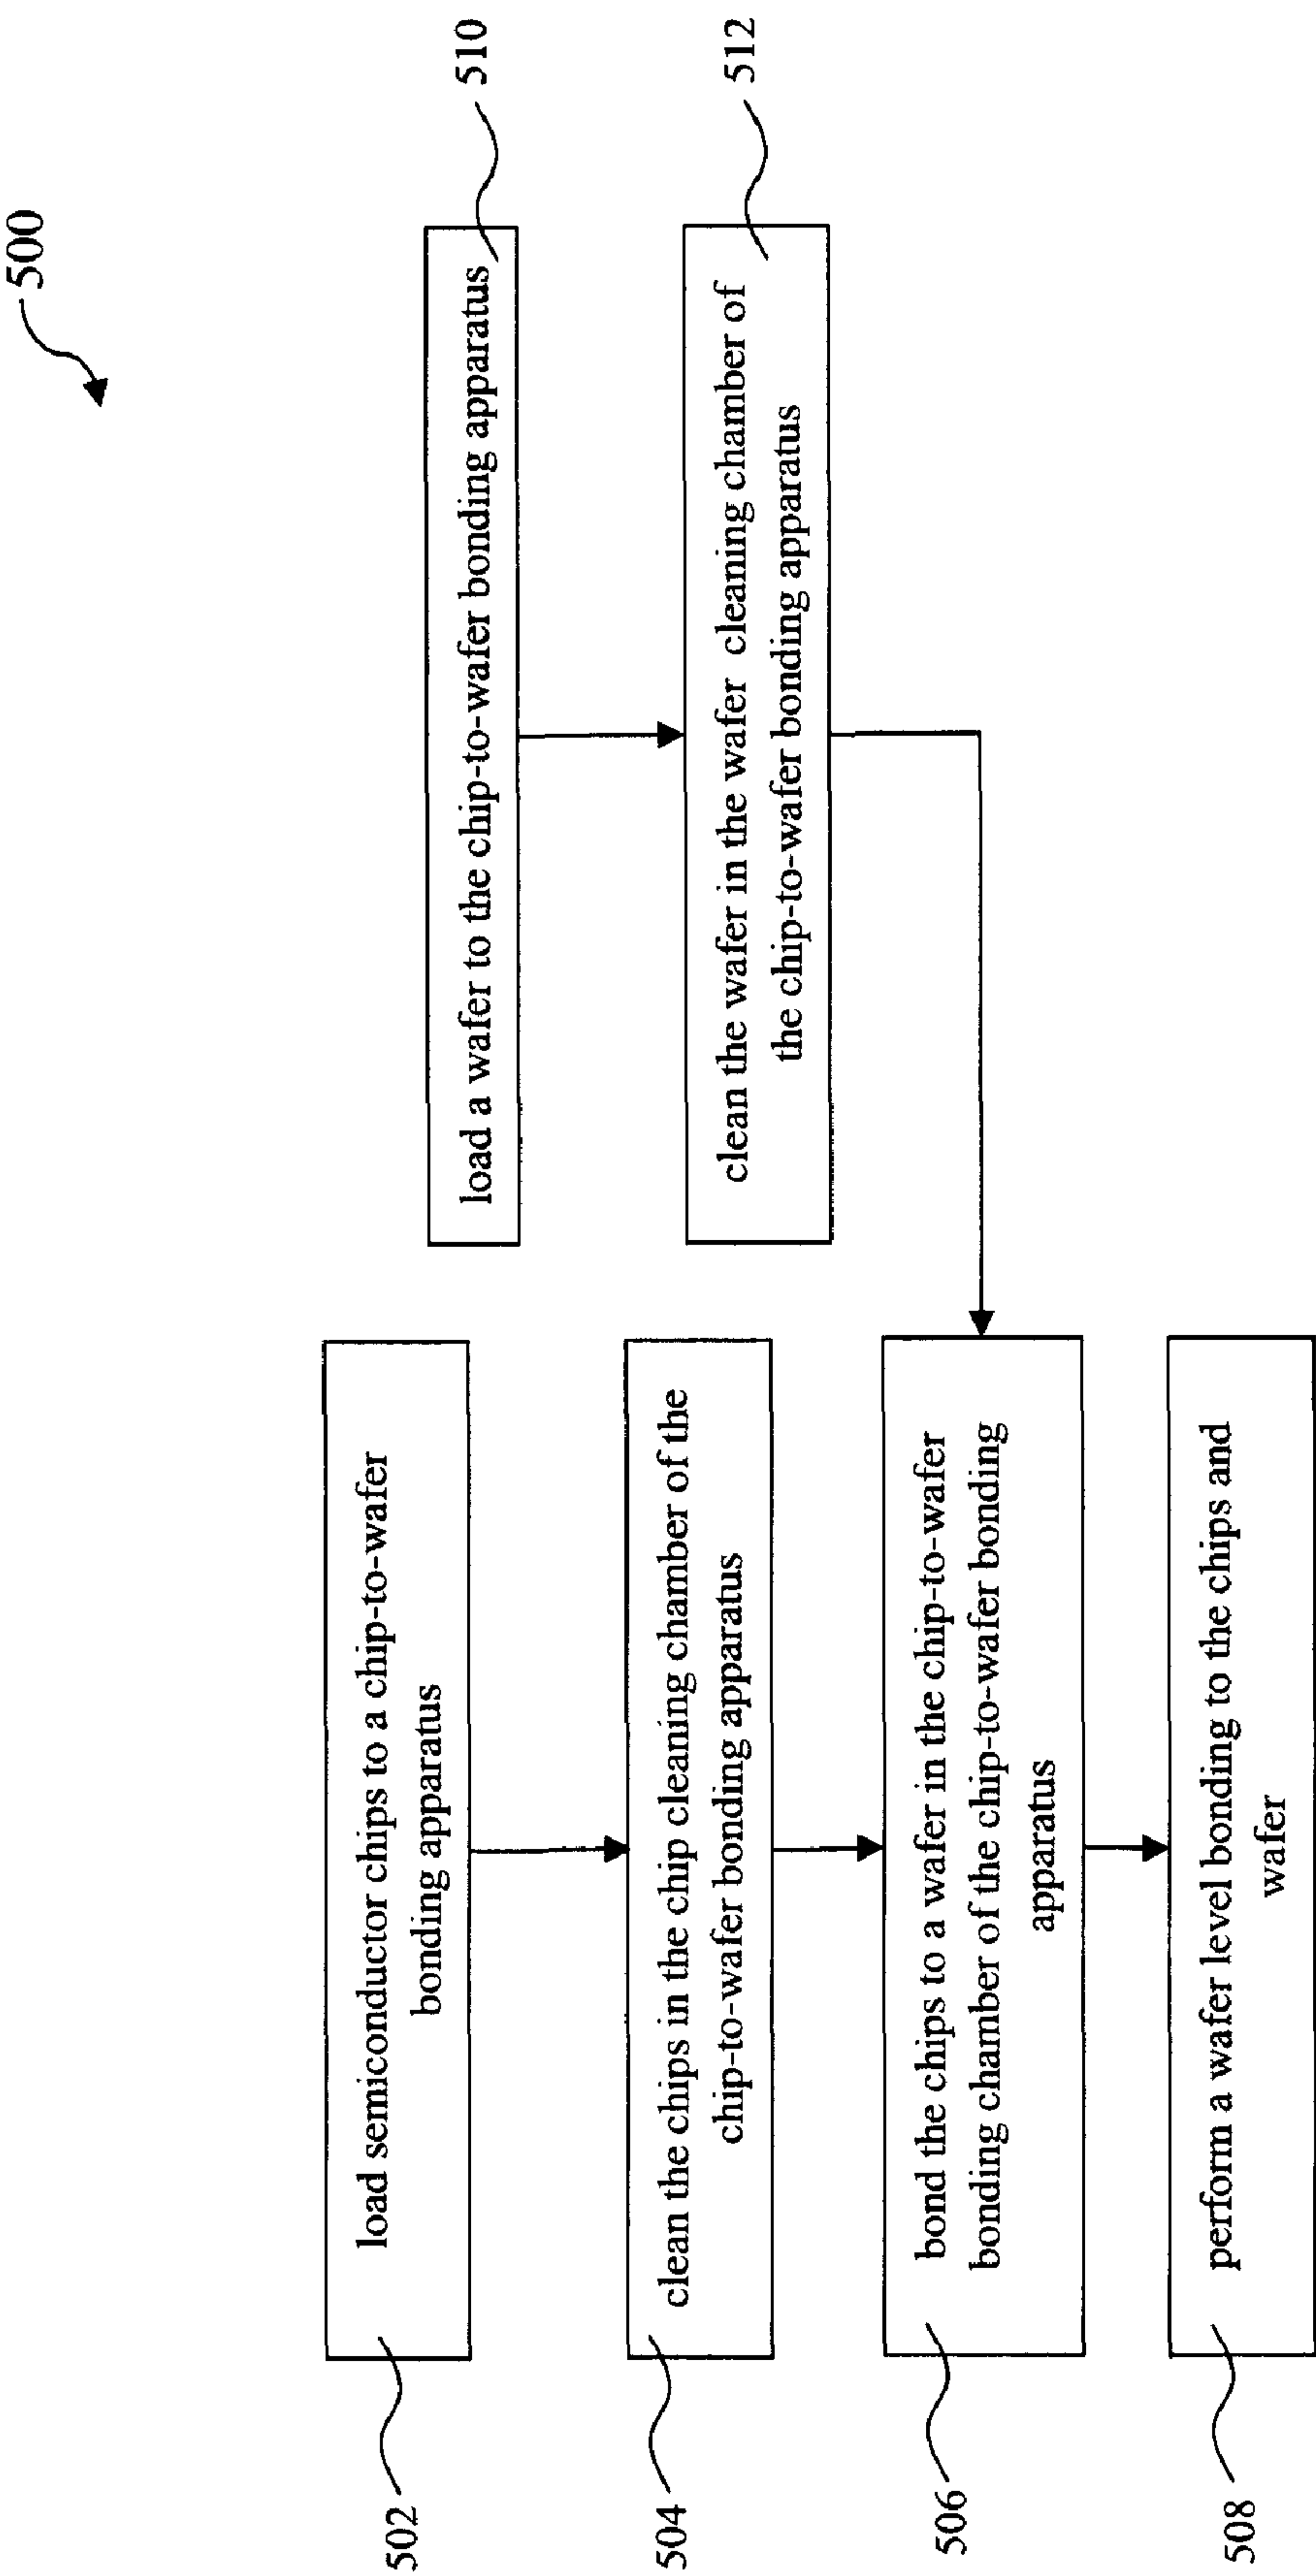 500
502
load semiconductor chips to a chip-to-wafer
bonding apparatus
504
clean the chips in the chip cleaning chamber of the
chip-to-wafer bonding apparatus
506
bond the chips to a wafer in the chip-to-wafer
bonding chamber of the chip-to-wafer bonding
apparatus
508
perform a wafer level bonding to the chips and
wafer
load a wafer to the chip-to-wafer bonding apparatus
510
clean the wafer in the wafer cleaning chamber of
the chip-to-wafer bonding apparatus
512